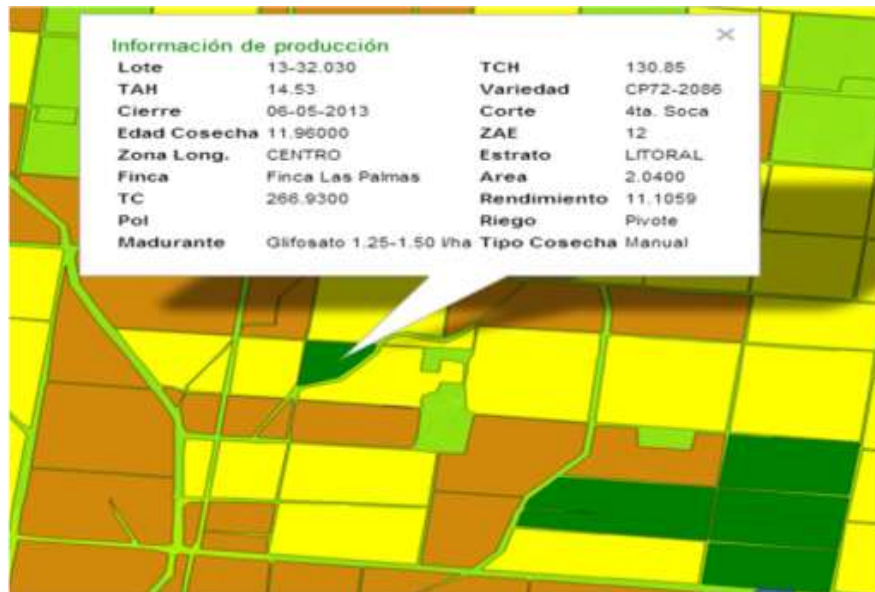 Información de producción
Lote 13-32.030 TCH 130.85
TAH 14.53 Variedad CP72-2086
Cierre 06-05-2013 Corte 4ta. Soca
Edad Cosecha 11.96000 ZAE 12
Zona Long. CENTRO Estrato LITORAL
Finca Finca Las Palmas Area 2.0400
TC 266.9300 Rendimiento 11.1059
Pol Riego Pivote
Madurante Glifosato 1.25-1.50 l/ha Tipo Cosecha Manual